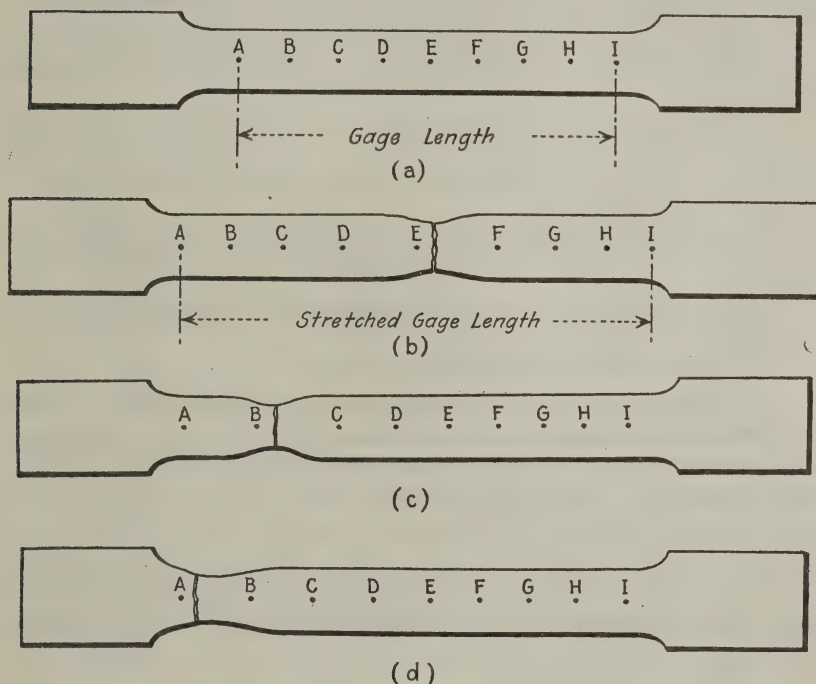 A B C D E F G H I
Gage Length
(a)
A B C D E F G H I
Stretched Gage Length
(b)
A B C D E F G H I
(c)
A B C D E F G H I
(d)